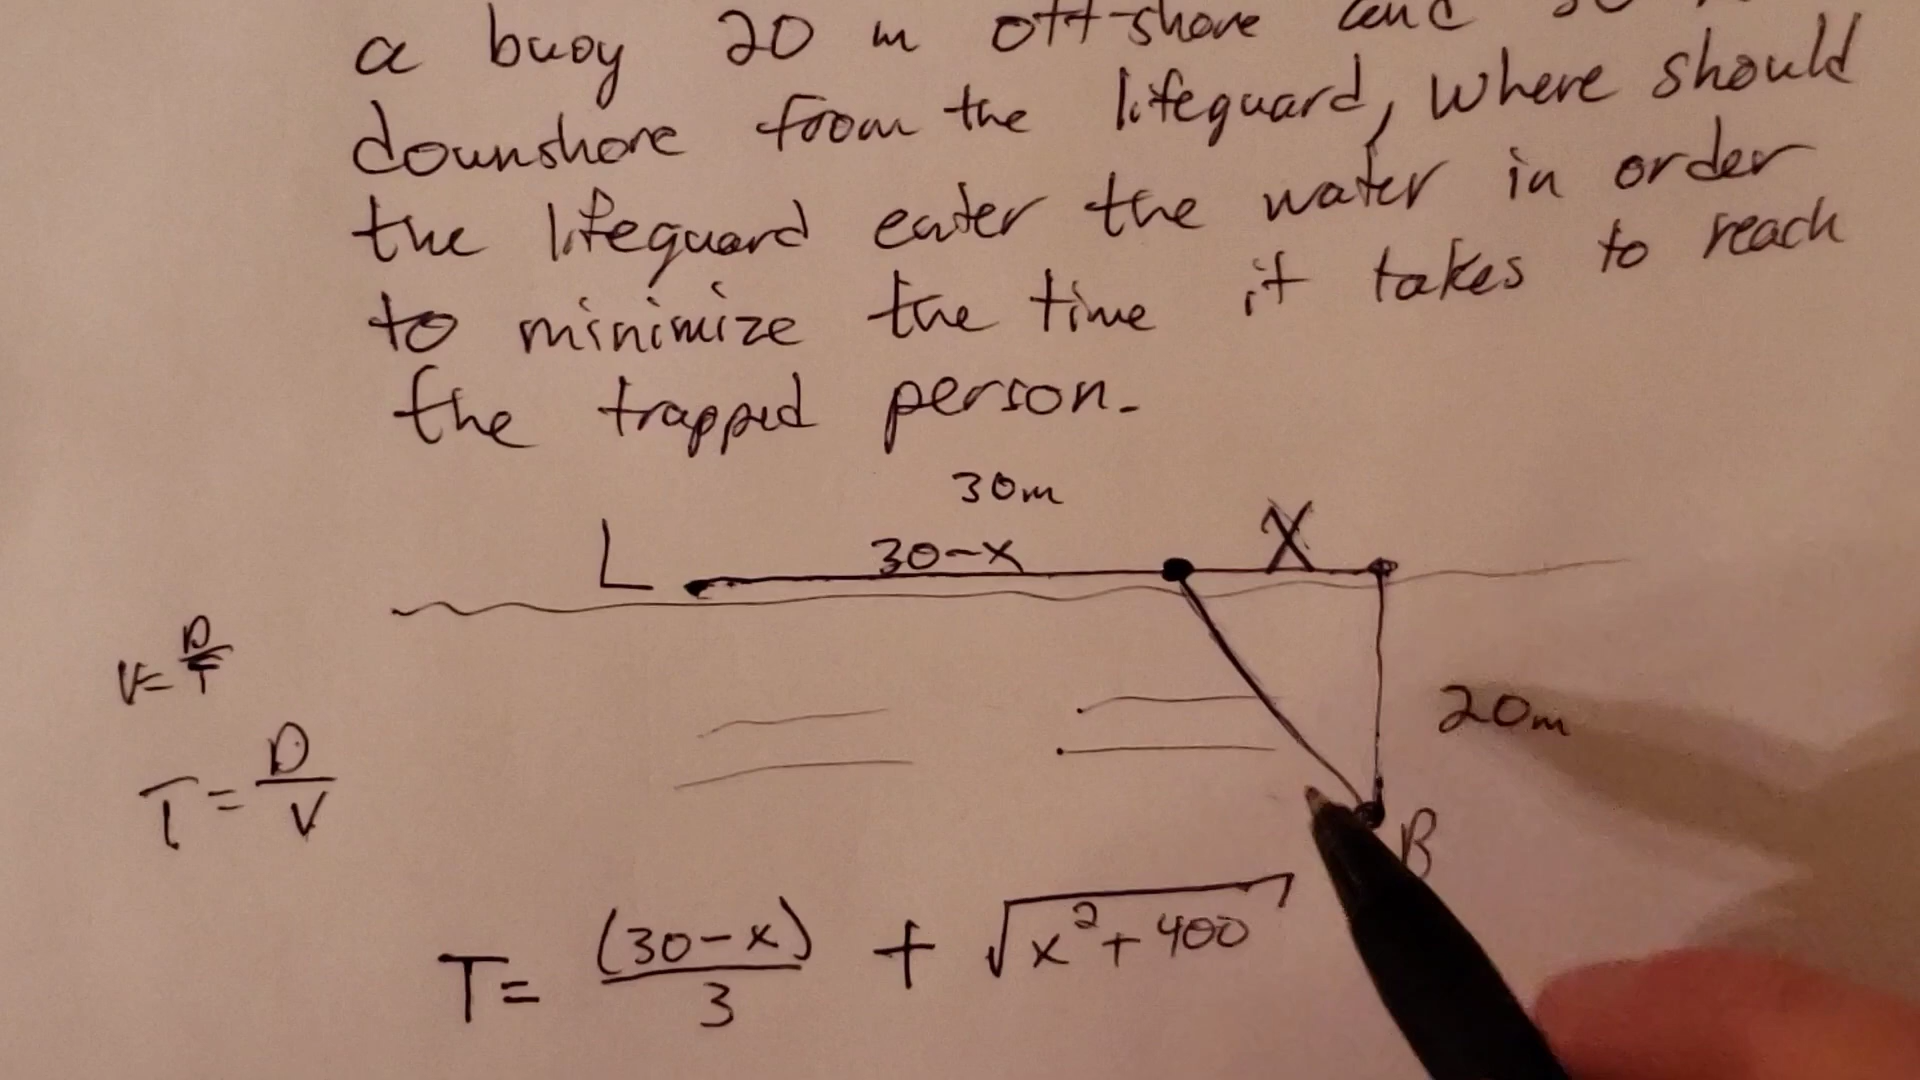 a buoy 20 m off-shore and
downshore from the lifeguard, where should
the lifeguard enter the water in order
to minimize the time it takes to reach
the trapped person.
30m
L 30-x X
V= D/T
20m
T= D/V
B
T= (30-x)/3 + √(x²+400)